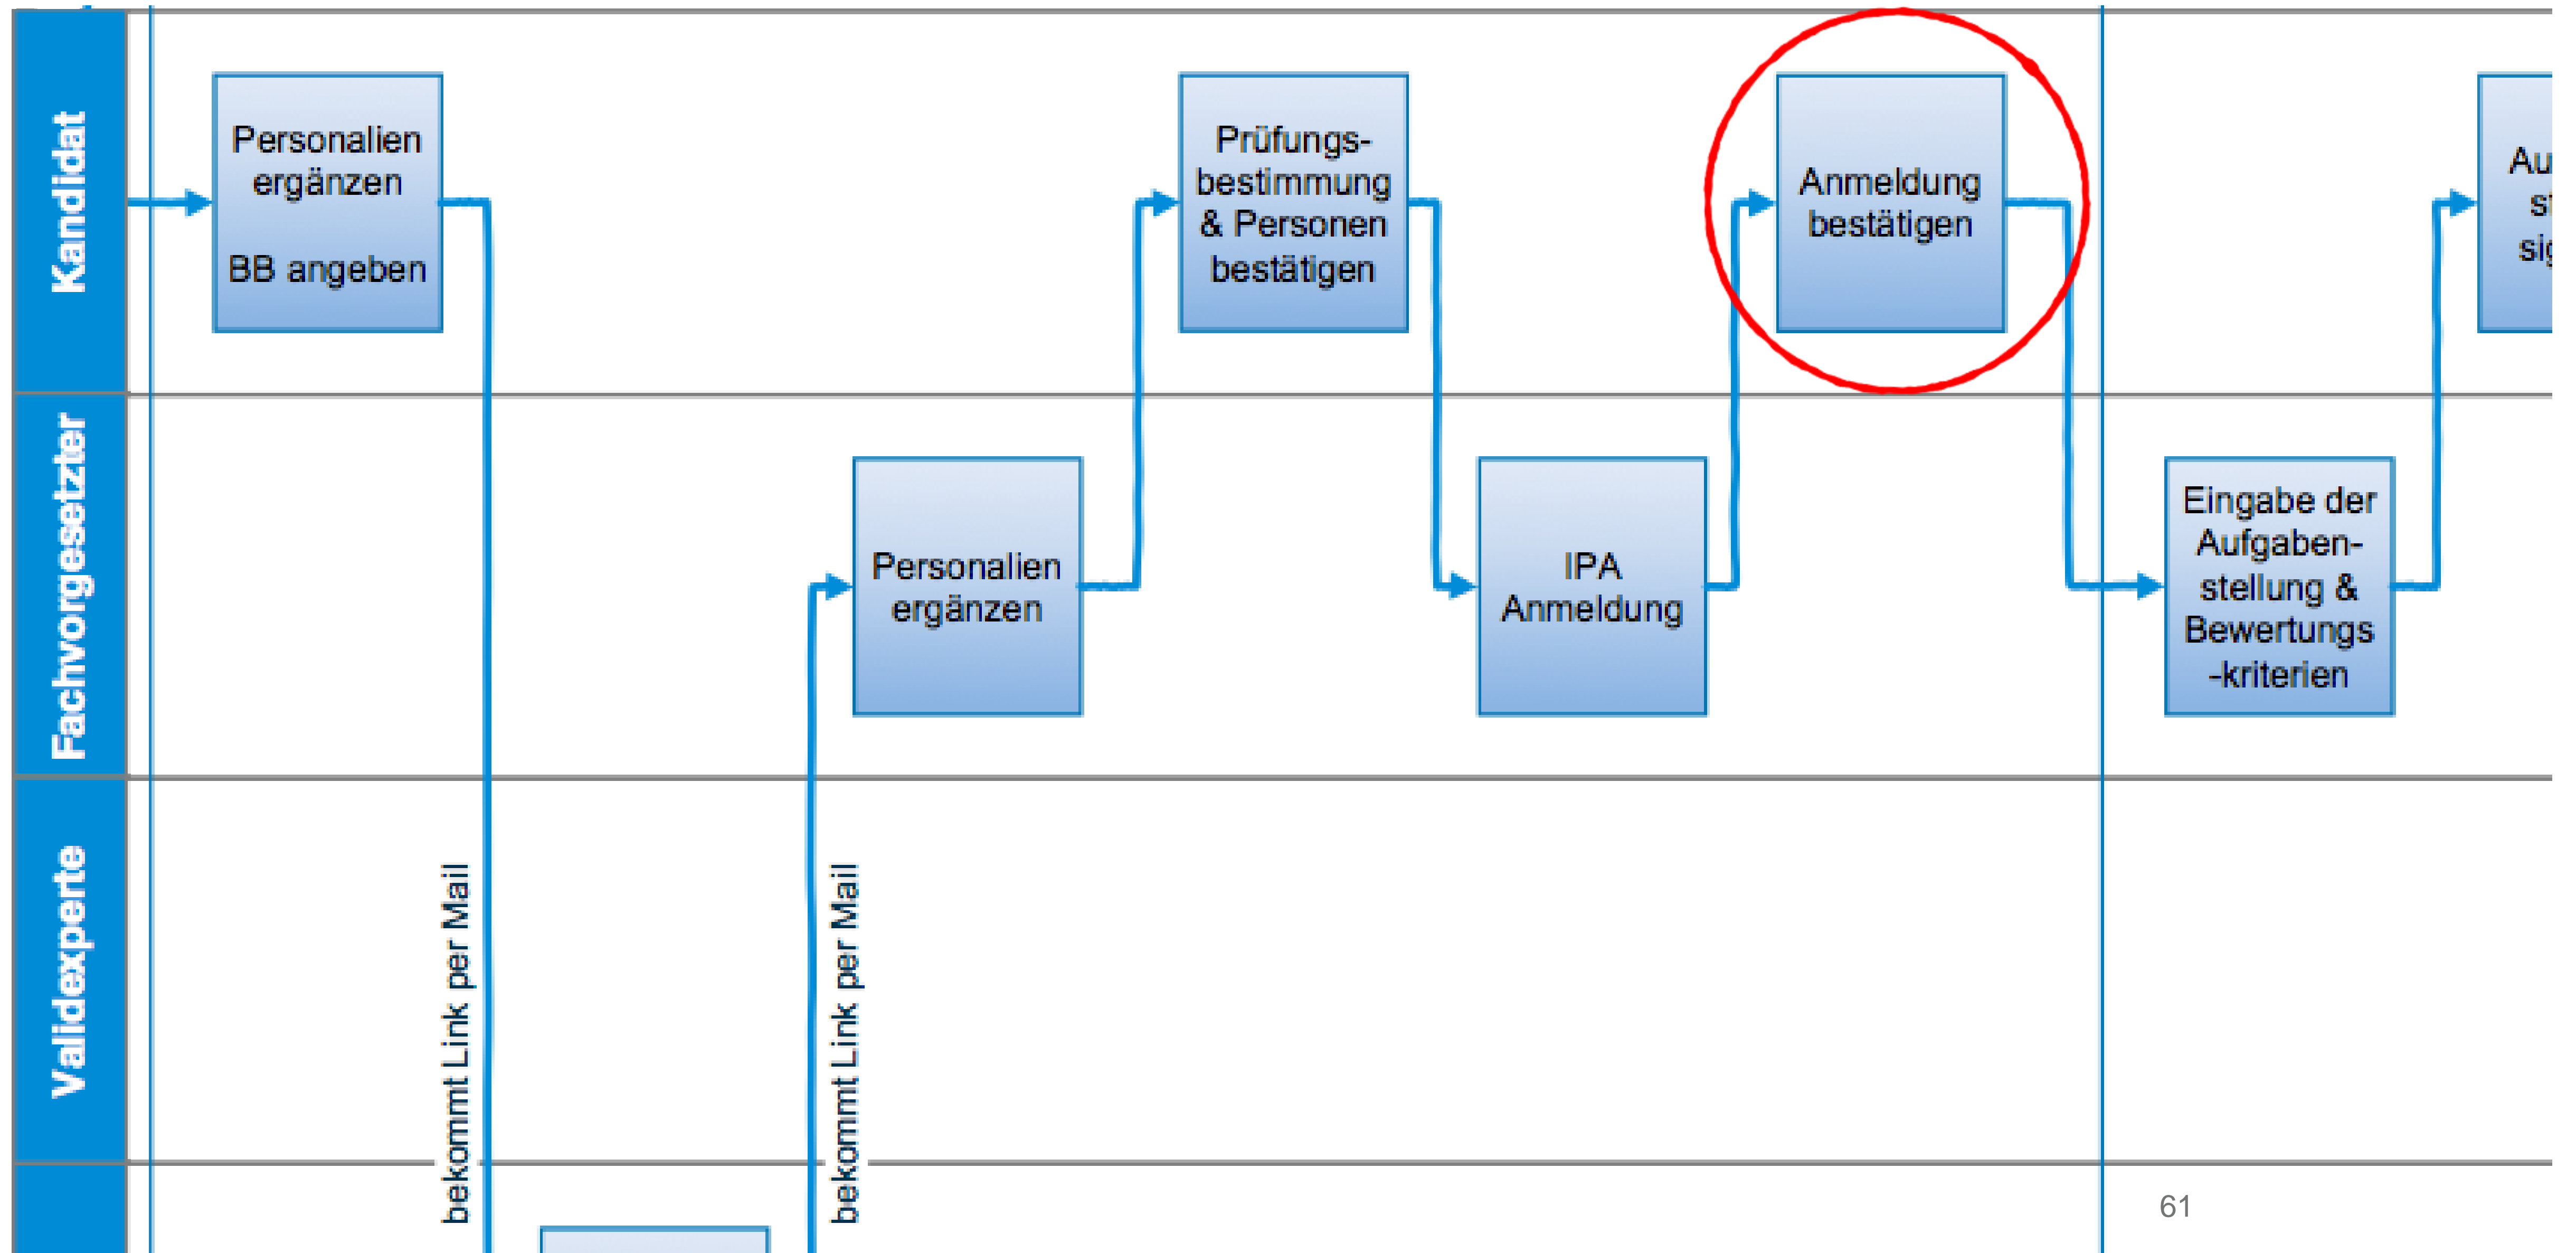 Kandidat
Personalien
ergänzen
BB angeben
Prüfungs-
bestimmung
& Personen
bestätigen
Anmeldung
bestätigen
Fachvorgesetzter
Personalien
ergänzen
IPA
Anmeldung
Eingabe der
Aufgaben-
stellung &
Bewertungs
-kriterien
Validexperte
bekommt Link per Mail
bekommt Link per Mail
61